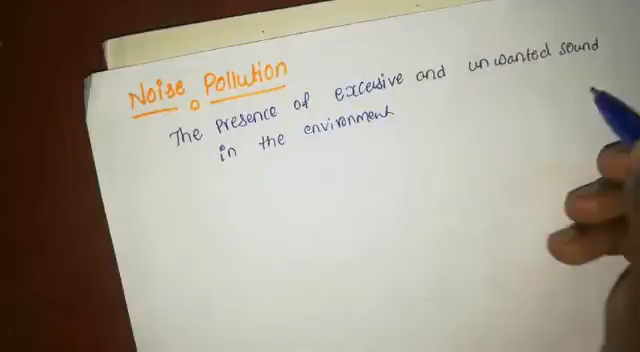 Noise Pollution
The presence of excessive and unwanted sound
in the environment